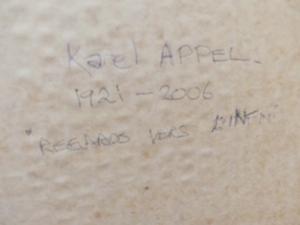 Karel APPEL.
1921-2006
"REGARDS VERS